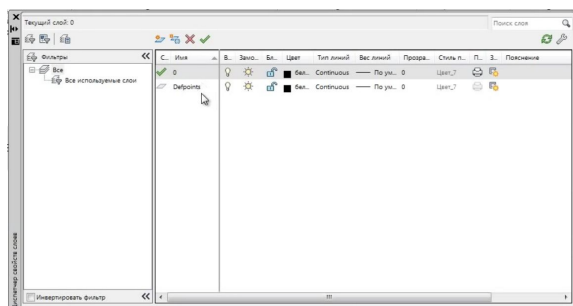 Текущий слой: 0
Поиск слоя
Фильтры
С.. Имя В.. Замо... Бл... Цвет Тип линий Вес линий Прозра... Стиль п... П... З.. Пояснение
Все
Все используемые слои
0 бел... Continuous По ум... 0 Цвет_7
Defpoints бел... Continuous По ум... 0 Цвет_7
Инвертировать фильтр
Диспетчер свойств слоев